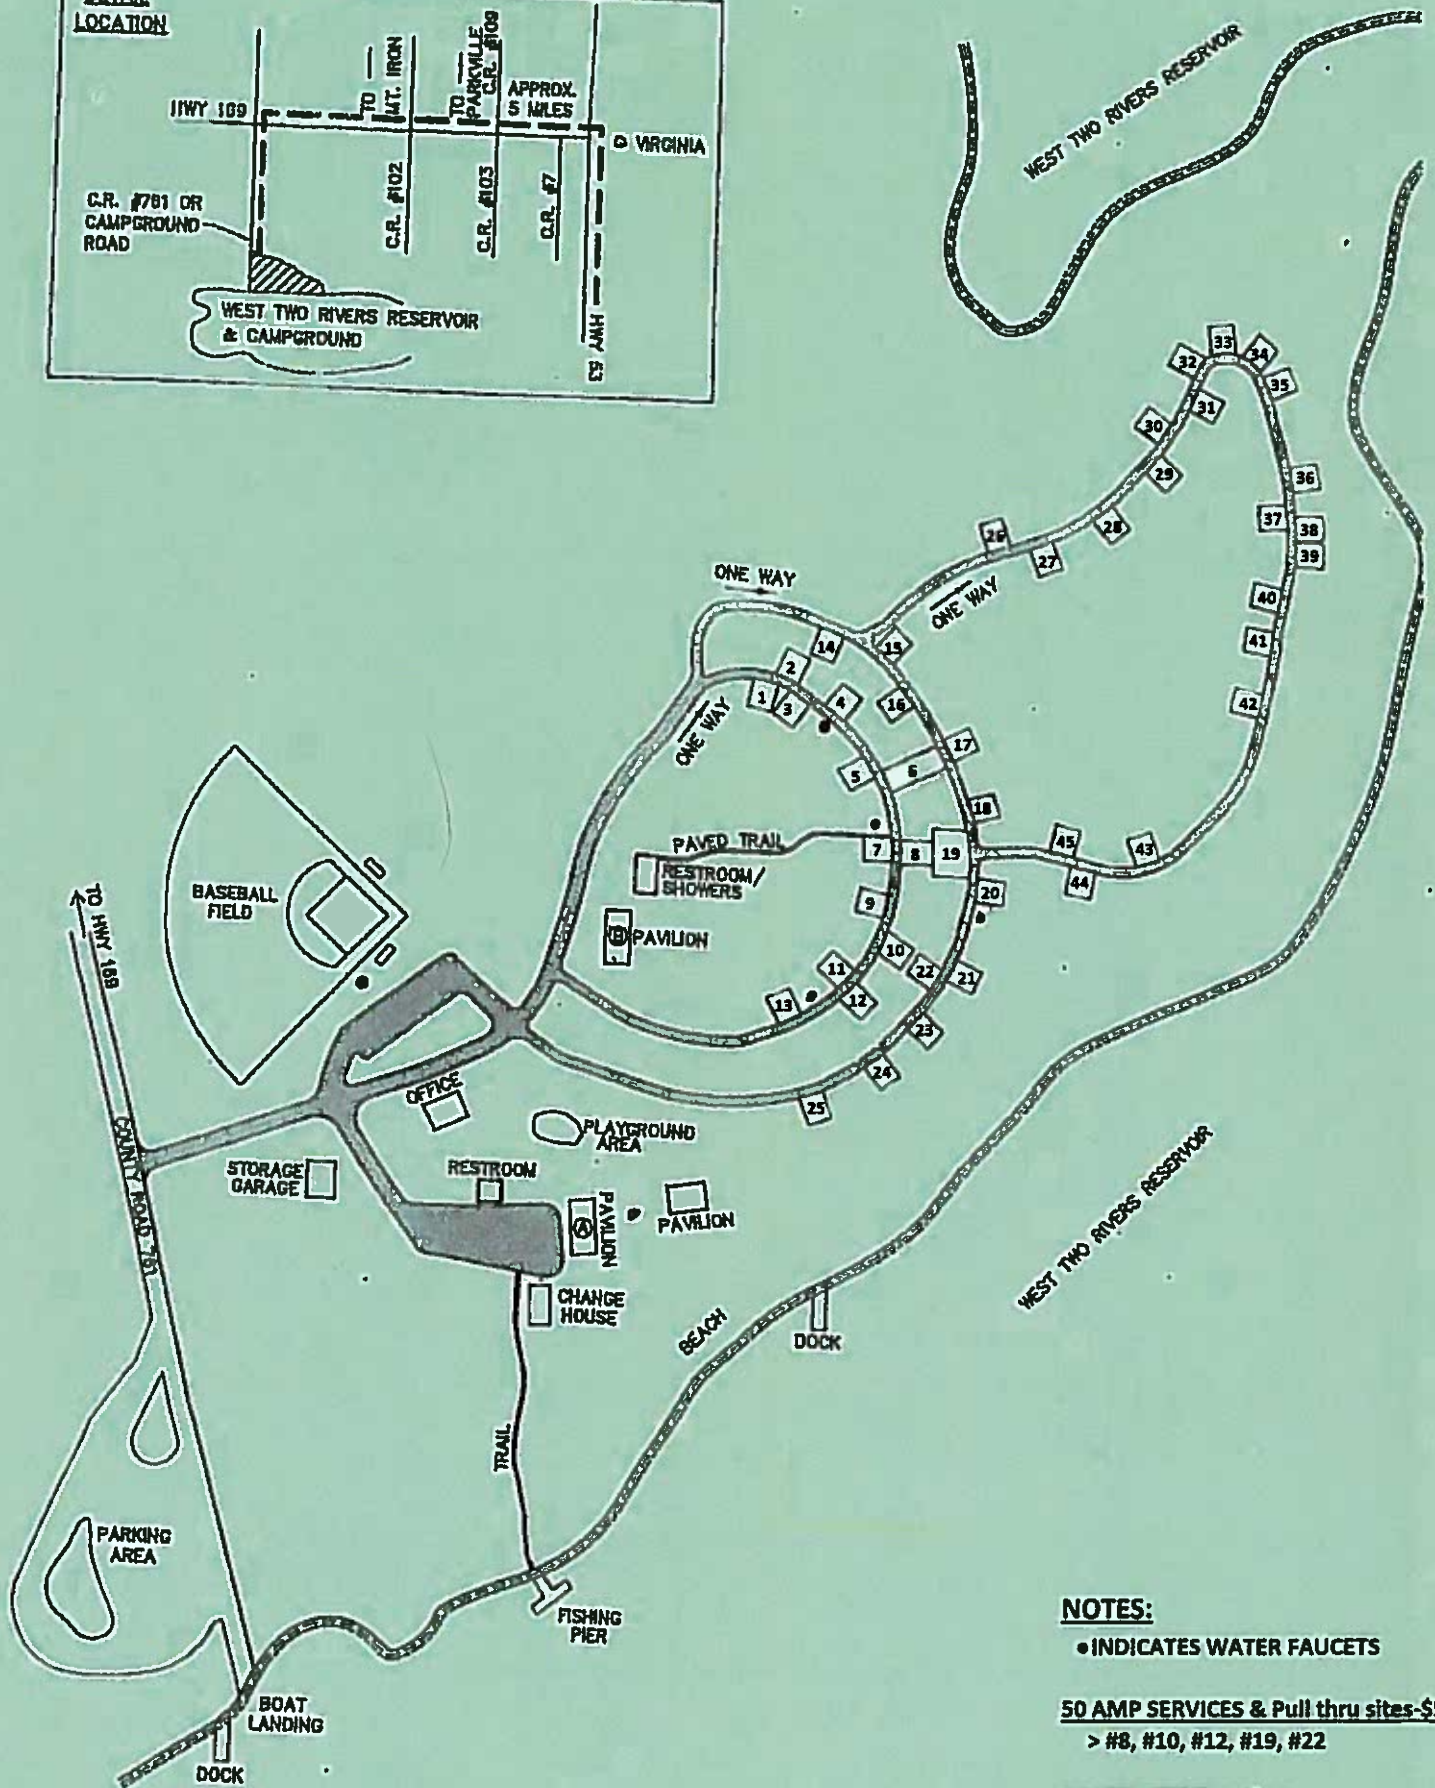 LOCATION
HWY 169
TO
MT. IRON
TO
PARKVILLE
C.R. #109
APPROX.
5 MILES
VIRGINIA
C.R. #102
C.R. #103
C.R. #7
HWY 53
C.R. #781 OR
CAMPGROUND
ROAD
WEST TWO RIVERS RESERVOIR
& CAMPGROUND
WEST TWO RIVERS RESERVOIR
33
34
32
35
31
30
29
36
28
37
38
26
39
27
ONE WAY
ONE WAY
40
41
42
14
15
2
1
3
4
16
ONE WAY
17
5
6
18
PAVED TRAIL
RESTROOM/
SHOWERS
7
8
19
45
43
44
20
9
BASEBALL
FIELD
B
PAVILION
10
11
22
21
12
13
23
24
25
TO HWY 169
OFFICE
PLAYGROUND
AREA
STORAGE
GARAGE
RESTROOM
A
PAVILION
PAVILION
COUNTY ROAD 781
CHANGE
HOUSE
WEST TWO RIVERS RESERVOIR
BEACH
DOCK
TRAIL
PARKING
AREA
FISHING
PIER
BOAT
LANDING
DOCK
NOTES:
•INDICATES WATER FAUCETS
50 AMP SERVICES & Pull thru sites-$
> #8, #10, #12, #19, #22